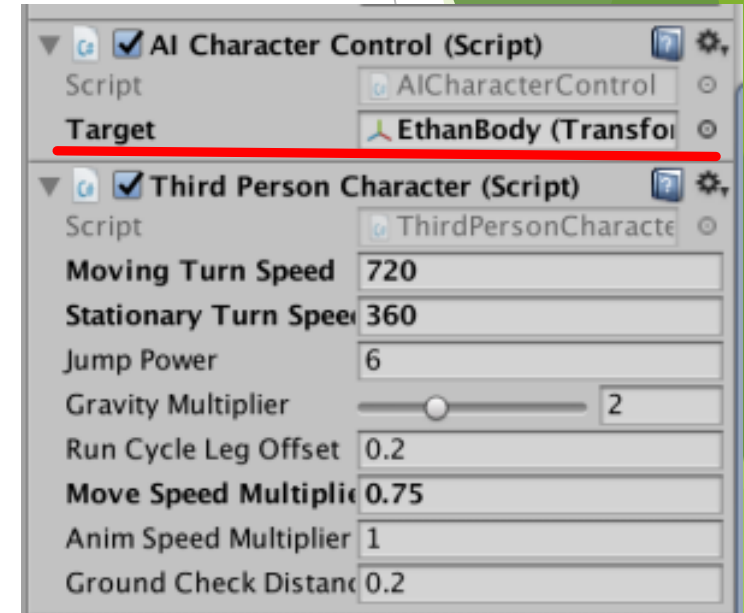 AI Character Control (Script)
Script AICharacterControl
Target EthanBody (Transfor
Third Person Character (Script)
Script ThirdPersonCharacte
Moving Turn Speed 720
Stationary Turn Spee 360
Jump Power 6
Gravity Multiplier 2
Run Cycle Leg Offset 0.2
Move Speed Multiplie 0.75
Anim Speed Multiplier 1
Ground Check Distanc 0.2